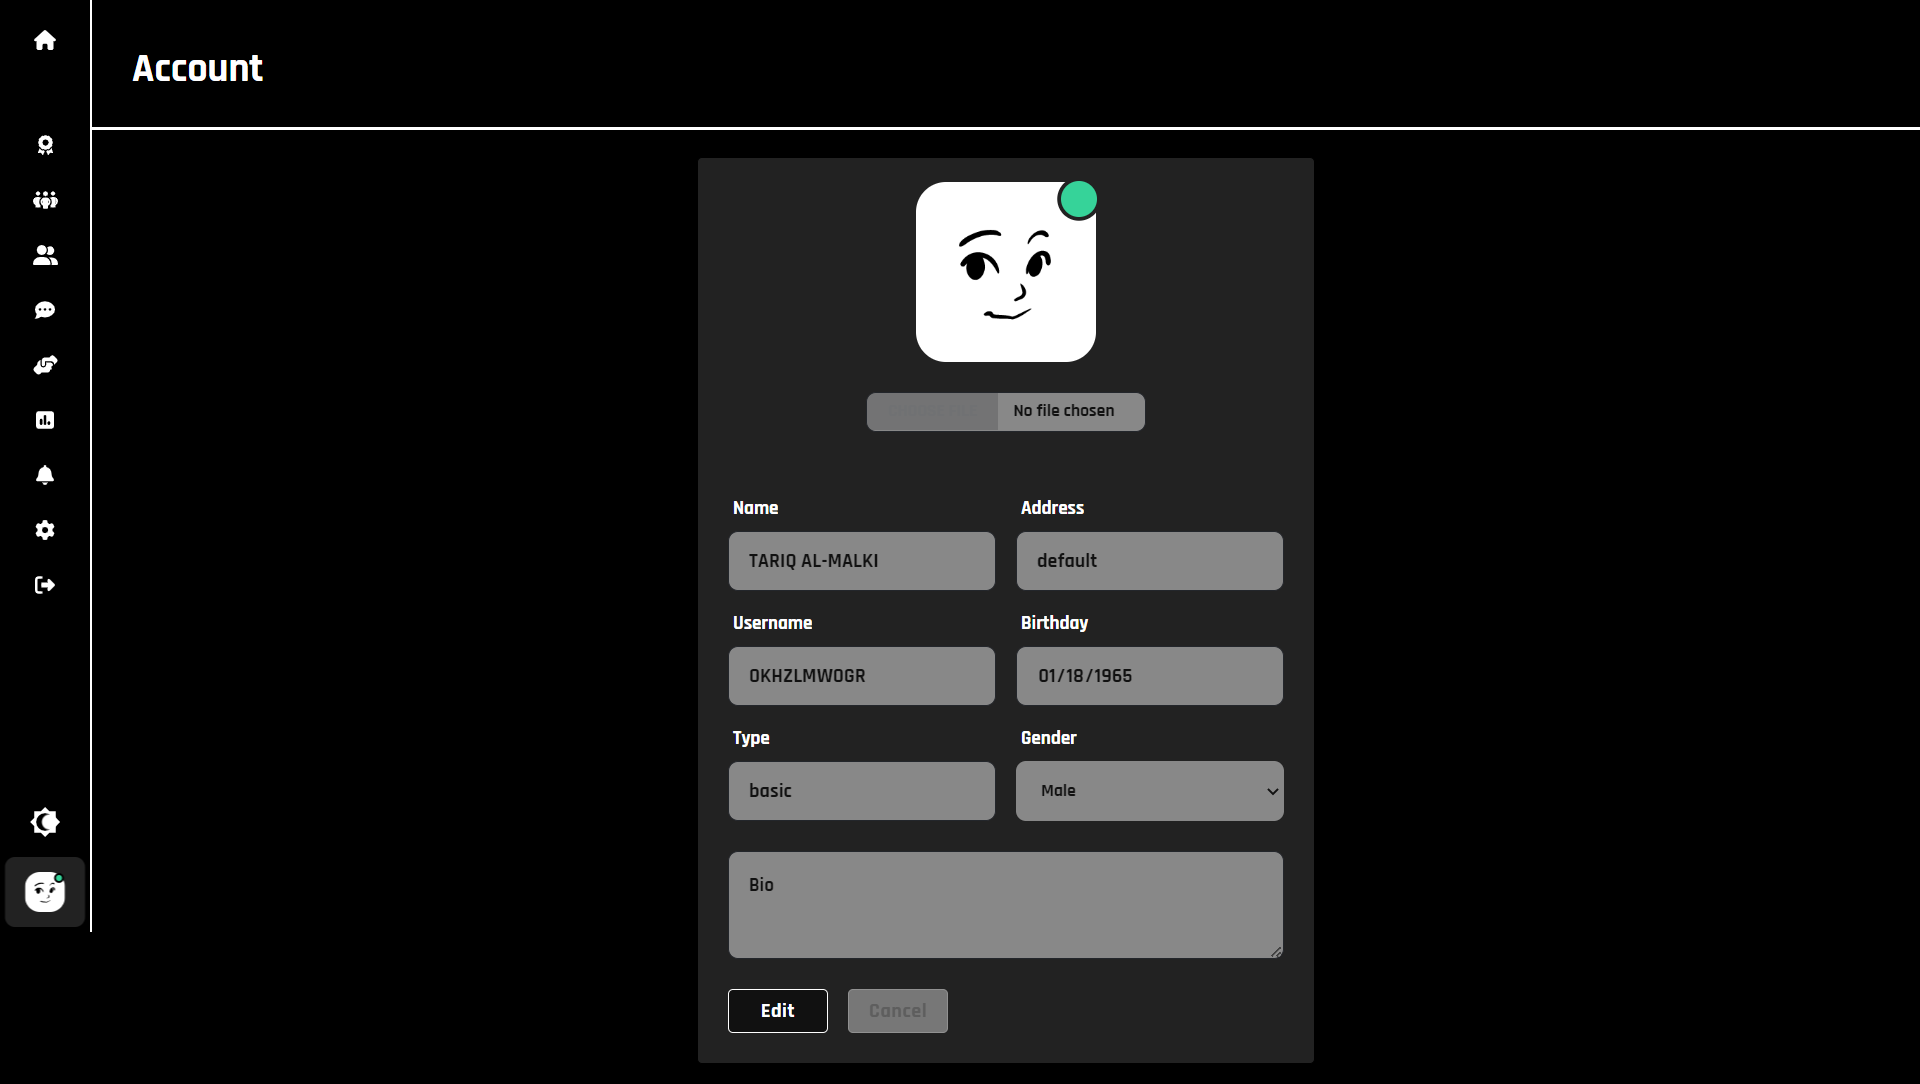 Account
No file chosen
Name
Address
TARIQ AL-MALKI
default
Username
Birthday
OKHZLMWOGR
01/18/1965
Type
Gender
basic
Male
Bio
Edit
Cancel